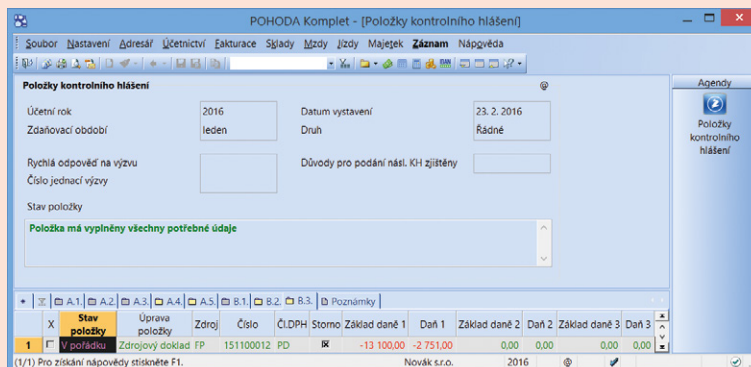 POHODA Komplet - [Položky kontrolního hlášení]
Soubor Nastavení Adresář Účetnictví Fakturace Sklady Mzdy Jízdy Majetek Záznam Nápověda
Položky kontrolního hlášení @
Agendy
Položky kontrolního hlášení
Účetní rok 2016 Datum vystavení 23. 2. 2016
Zdaňovací období leden Druh Řádné
Rychlá odpověď na výzvu Důvody pro podání násl. KH zjištěny
Číslo jednací výzvy
Stav položky
Položka má vyplněny všechny potřebné údaje
A.1. A.2. A.3. A.4. A.5. B.1. B.2. B.3. Poznámky
X Stav položky Úprava položky Zdroj Číslo Čl.DPH Storno Základ daně 1 Daň 1 Základ daně 2 Daň 2 Základ daně 3 Daň 3
1 V pořádku Zdrojový doklad FP 151100012 PD -13 100,00 -2 751,00 0,00 0,00 0,00 0,00
(1/1) Pro získání nápovědy stiskněte F1. Novák s.r.o. 2016 @